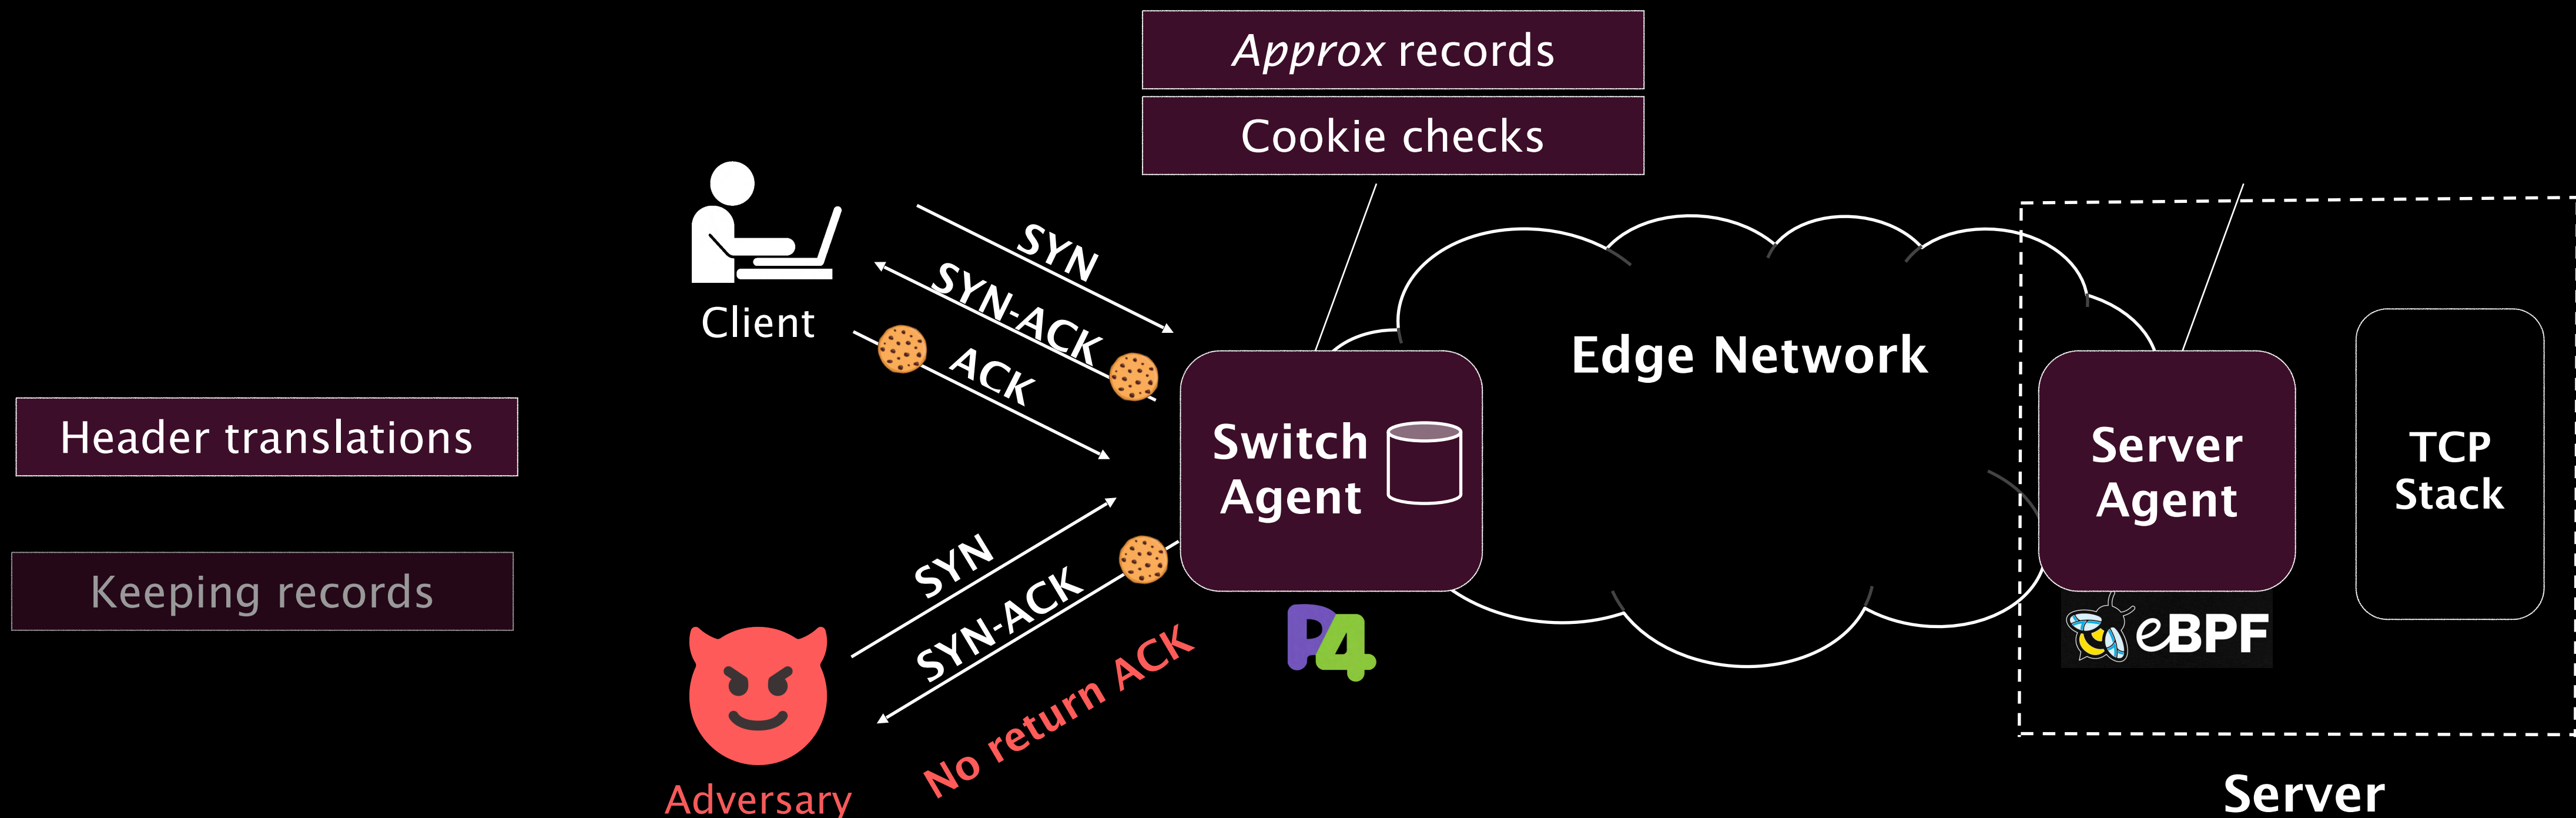 Approx records
Cookie checks
SYN
SYN-ACK
ACK
Client
Edge Network
Header translations
Switch
Agent
Server
Agent
TCP
Stack
Keeping records
SYN
SYN-ACK
No return ACK
P4
eBPF
Adversary
Server